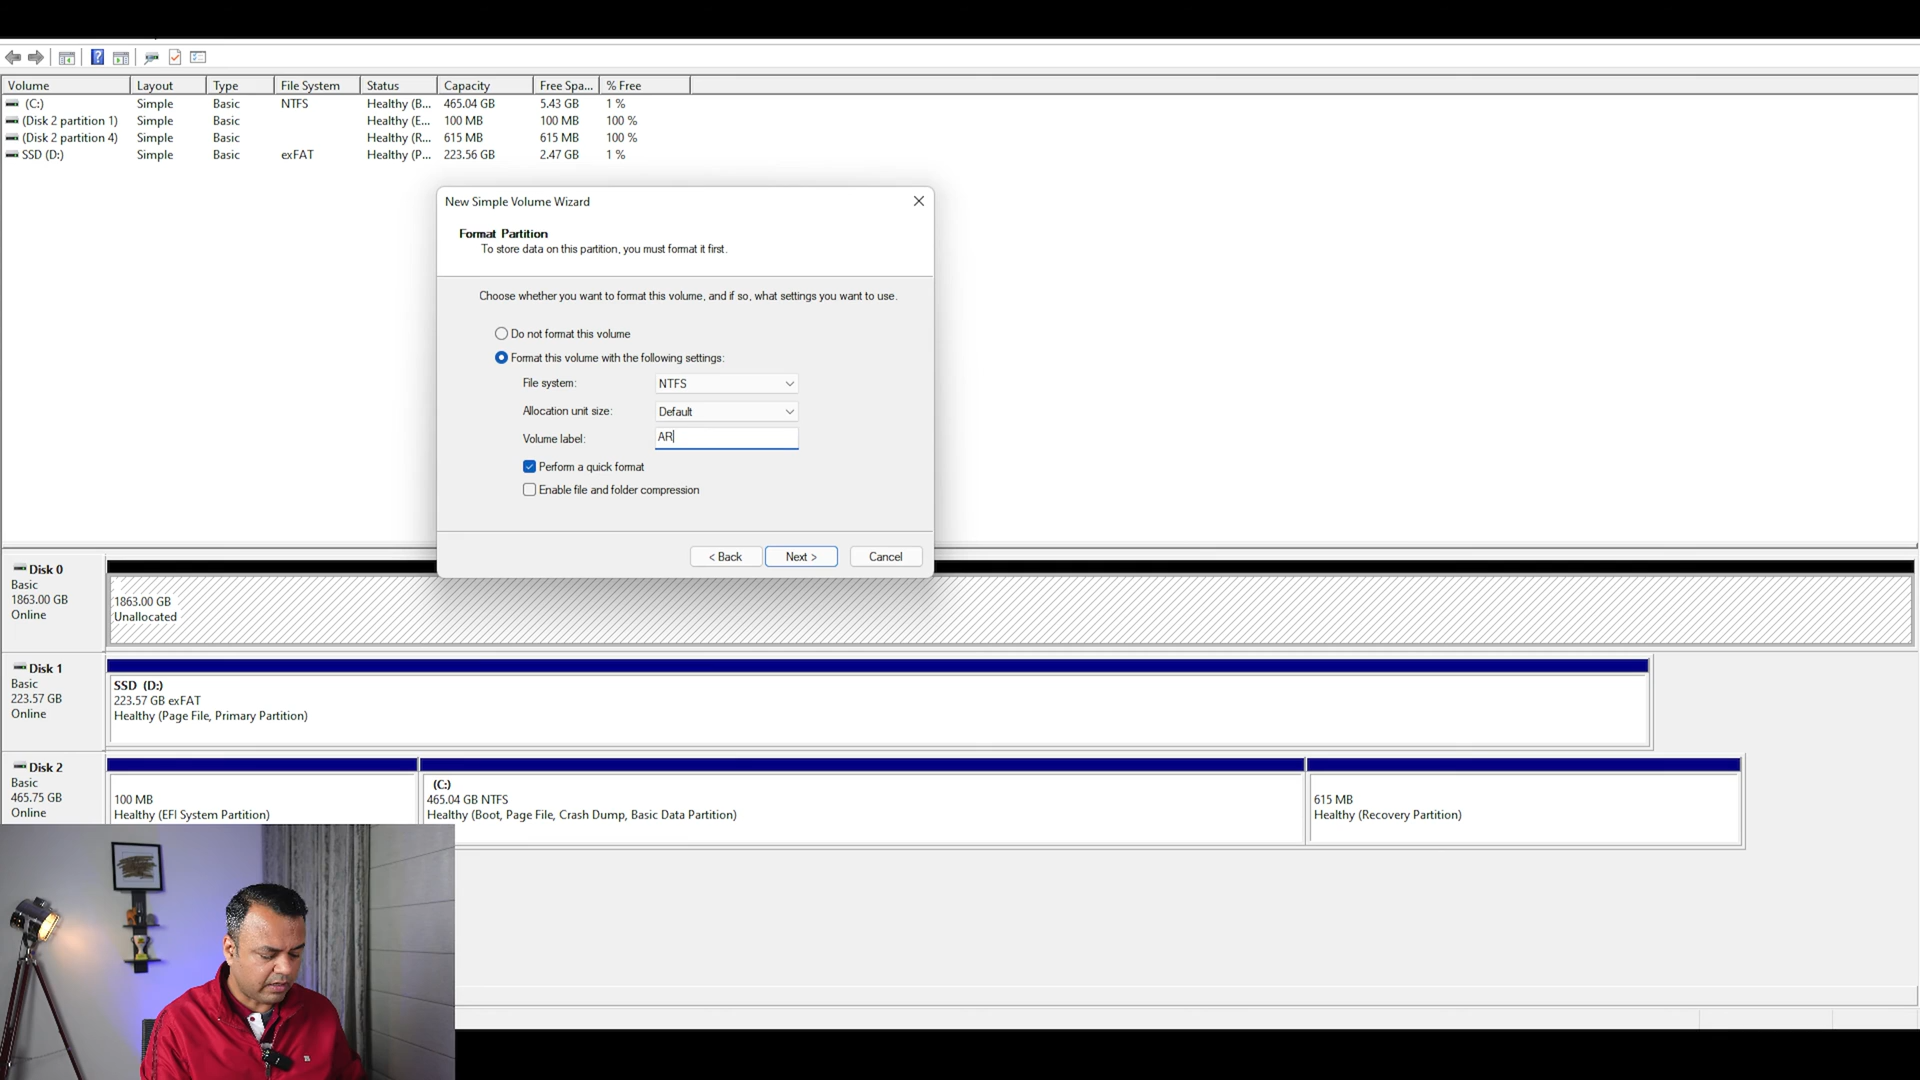 Volume Layout Type File System Status Capacity Free Spa... % Free
(C:) Simple Basic NTFS Healthy (B... 465.04 GB 5.43 GB 1 %
(Disk 2 partition 1) Simple Basic Healthy (E... 100 MB 100 MB 100 %
(Disk 2 partition 4) Simple Basic Healthy (R... 615 MB 615 MB 100 %
SSD (D:) Simple Basic exFAT Healthy (P... 223.56 GB 2.47 GB 1 %
New Simple Volume Wizard
Format Partition
To store data on this partition, you must format it first.
Choose whether you want to format this volume, and if so, what settings you want to use.
Do not format this volume
Format this volume with the following settings:
File system: NTFS
Allocation unit size: Default
Volume label: AR
Perform a quick format
Enable file and folder compression
< Back Next > Cancel
Disk 0
Basic
1863.00 GB
Online
1863.00 GB
Unallocated
Disk 1
Basic
223.57 GB
Online
SSD (D:)
223.57 GB exFAT
Healthy (Page File, Primary Partition)
Disk 2
Basic
465.75 GB
Online
100 MB
Healthy (EFI System Partition)
(C:)
465.04 GB NTFS
Healthy (Boot, Page File, Crash Dump, Basic Data Partition)
615 MB
Healthy (Recovery Partition)